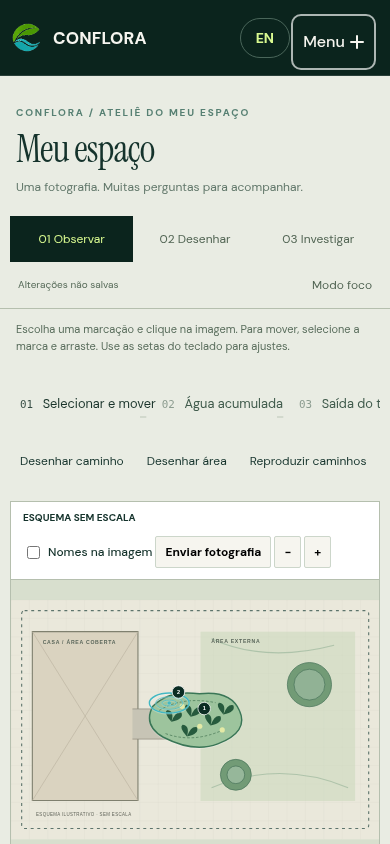 CONFLORA
EN
Menu +
CONFLORA / ATELIÊ DO MEU ESPAÇO
Meu espaço
Uma fotografia. Muitas perguntas para acompanhar.
01 Observar
02 Desenhar
03 Investigar
Alterações não salvas
Modo foco
Escolha uma marcação e clique na imagem. Para mover, selecione a
marca e arraste. Use as setas do teclado para ajustes.
01 Selecionar e mover 02 Água acumulada 03 Saída do t
Desenhar caminho
Desenhar área
Reproduzir caminhos
ESQUEMA SEM ESCALA
Nomes na imagem
Enviar fotografia
−
+
CASA / ÁREA COBERTA
ÁREA EXTERNA
2
1
ESQUEMA ILUSTRATIVO · SEM ESCALA